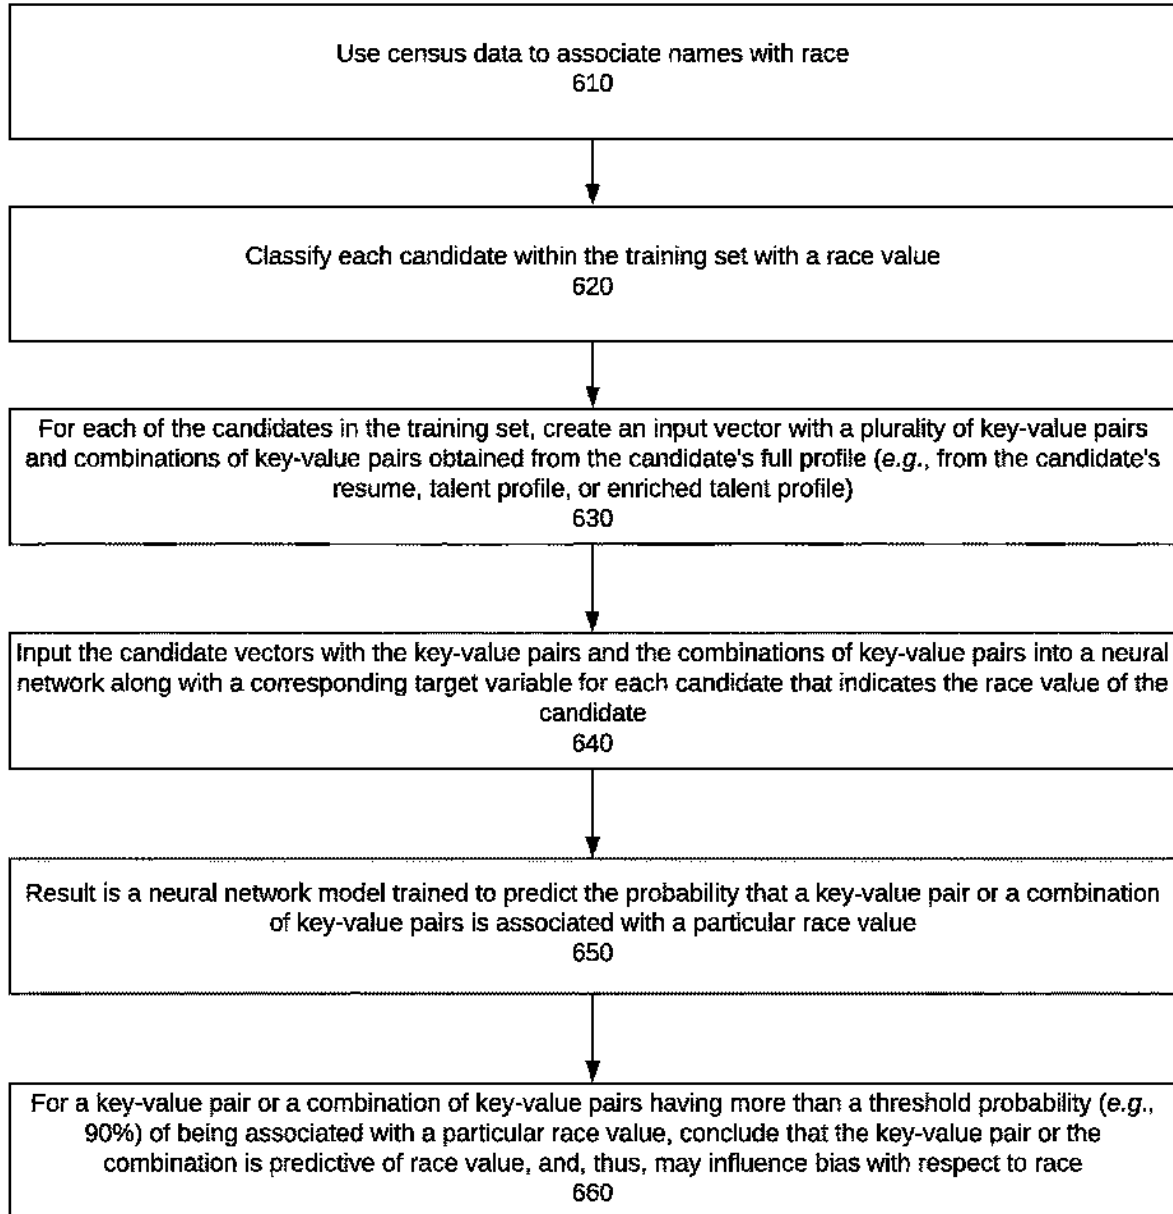 Use census data to associate names with race
610
Classify each candidate within the training set with a race value
620
For each of the candidates in the training set, create an input vector with a plurality of key-value pairs
and combinations of key-value pairs obtained from the candidate's full profile (e.g., from the candidate's
resume, talent profile, or enriched talent profile)
630
Input the candidate vectors with the key-value pairs and the combinations of key-value pairs into a neural
network along with a corresponding target variable for each candidate that indicates the race value of the
candidate
640
Result is a neural network model trained to predict the probability that a key-value pair or a combination
of key-value pairs is associated with a particular race value
650
For a key-value pair or a combination of key-value pairs having more than a threshold probability (e.g.,
90%) of being associated with a particular race value, conclude that the key-value pair or the
combination is predictive of race value, and, thus, may influence bias with respect to race
660